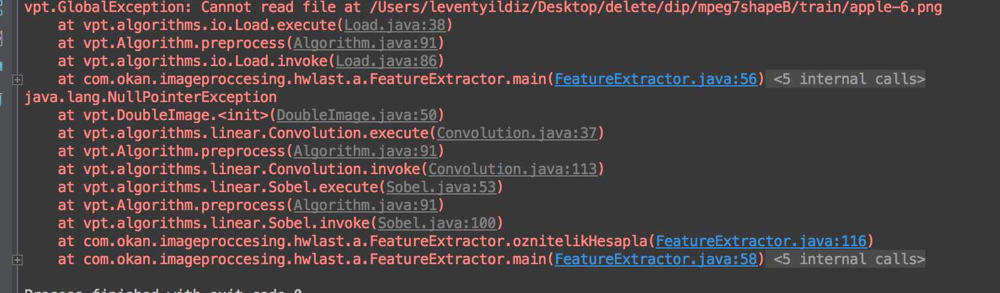 vpt.GlobalException: Cannot read file at /Users/leventyildiz/Desktop/delete/dip/mpeg7shapeB/train/apple-6.png
at vpt.algorithms.io.Load.execute(Load.java:38)
at vpt.Algorithm.preprocess(Algorithm.java:91)
at vpt.algorithms.io.Load.invoke(Load.java:86)
at com.okan.imageproccesing.hwlast.a.FeatureExtractor.main(FeatureExtractor.java:56) <5 internal calls>
java.lang.NullPointerException
at vpt.DoubleImage.<init>(DoubleImage.java:50)
at vpt.algorithms.linear.Convolution.execute(Convolution.java:37)
at vpt.Algorithm.preprocess(Algorithm.java:91)
at vpt.algorithms.linear.Convolution.invoke(Convolution.java:113)
at vpt.algorithms.linear.Sobel.execute(Sobel.java:53)
at vpt.Algorithm.preprocess(Algorithm.java:91)
at vpt.algorithms.linear.Sobel.invoke(Sobel.java:100)
at com.okan.imageproccesing.hwlast.a.FeatureExtractor.oznitelikHesapla(FeatureExtractor.java:116)
at com.okan.imageproccesing.hwlast.a.FeatureExtractor.main(FeatureExtractor.java:58) <5 internal calls>
Process finished with exit code 0